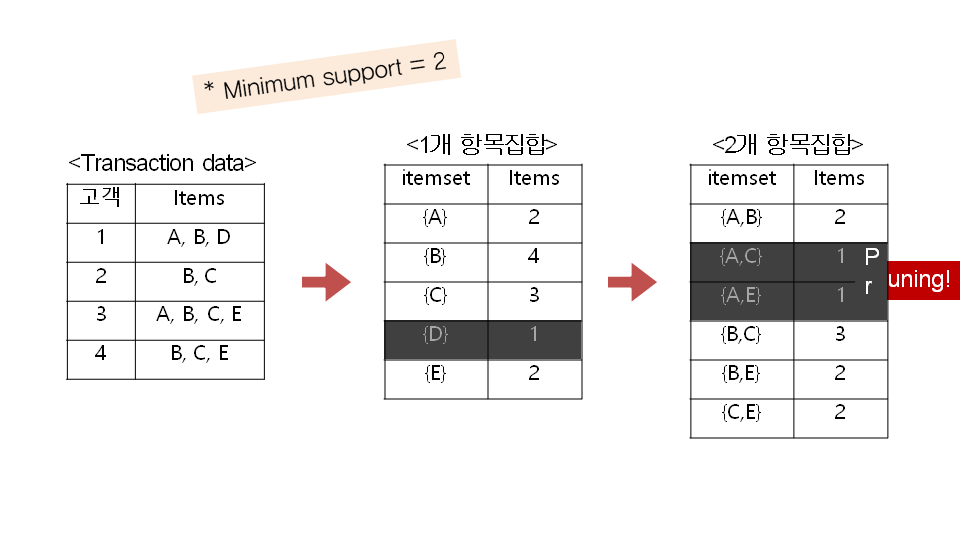 * Minimum support = 2
<Transaction data>
고객 Items
1 A, B, D
2 B, C
3 A, B, C, E
4 B, C, E
<1개 항목집합>
itemset Items
{A} 2
{B} 4
{C} 3
{D} 1
{E} 2
<2개 항목집합>
itemset Items
{A,B} 2
{A,C} 1
{A,E} 1
{B,C} 3
{B,E} 2
{C,E} 2
Pr
uning!